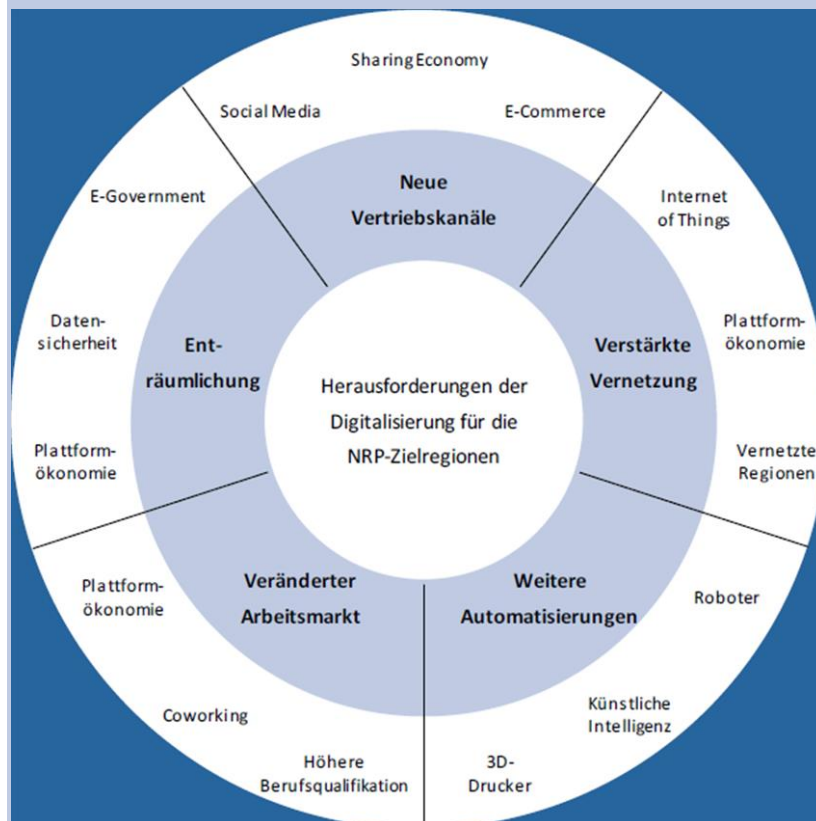 Sharing Economy
Social Media
E-Commerce
Neue
Vertriebskanäle
E-Government
Internet
of Things
Daten-
sicherheit
Ent-
räumlichung
Plattform-
ökonomie
Verstärkte
Vernetzung
Plattform-
ökonomie
Vernetzte
Regionen
Herausforderungen der
Digitalisierung für die
NRP-Zielregionen
Plattform-
ökonomie
Veränderter
Arbeitsmarkt
Coworking
Höhere
Berufsqualifikation
Weitere
Automatisierungen
Roboter
Künstliche
Intelligenz
3D-
Drucker